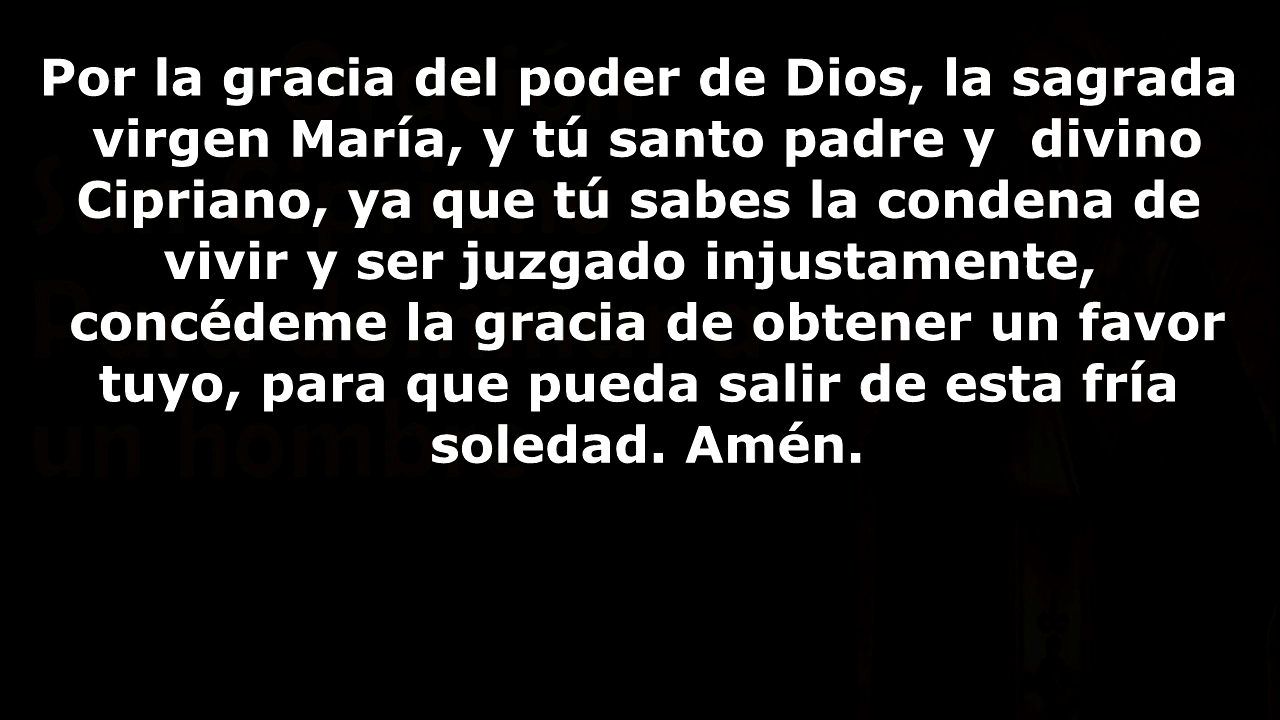 Por la gracia del poder de Dios, la sagrada
virgen María, y tú santo padre y  divino
Cipriano, ya que tú sabes la condena de
vivir y ser juzgado injustamente,
concédeme la gracia de obtener un favor
tuyo, para que pueda salir de esta fría
soledad. Amén.